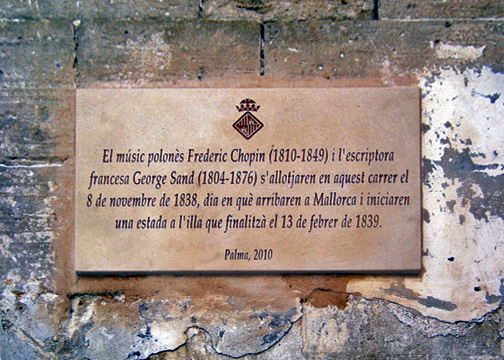 El músic polonès Frederic Chopin (1810-1849) i l'escriptora
francesa George Sand (1804-1876) s'allotjaren en aquest carrer el
8 de novembre de 1838, dia en què arribaren a Mallorca i iniciaren
una estada a l'illa que finalitzà el 13 de febrer de 1839.
Palma, 2010